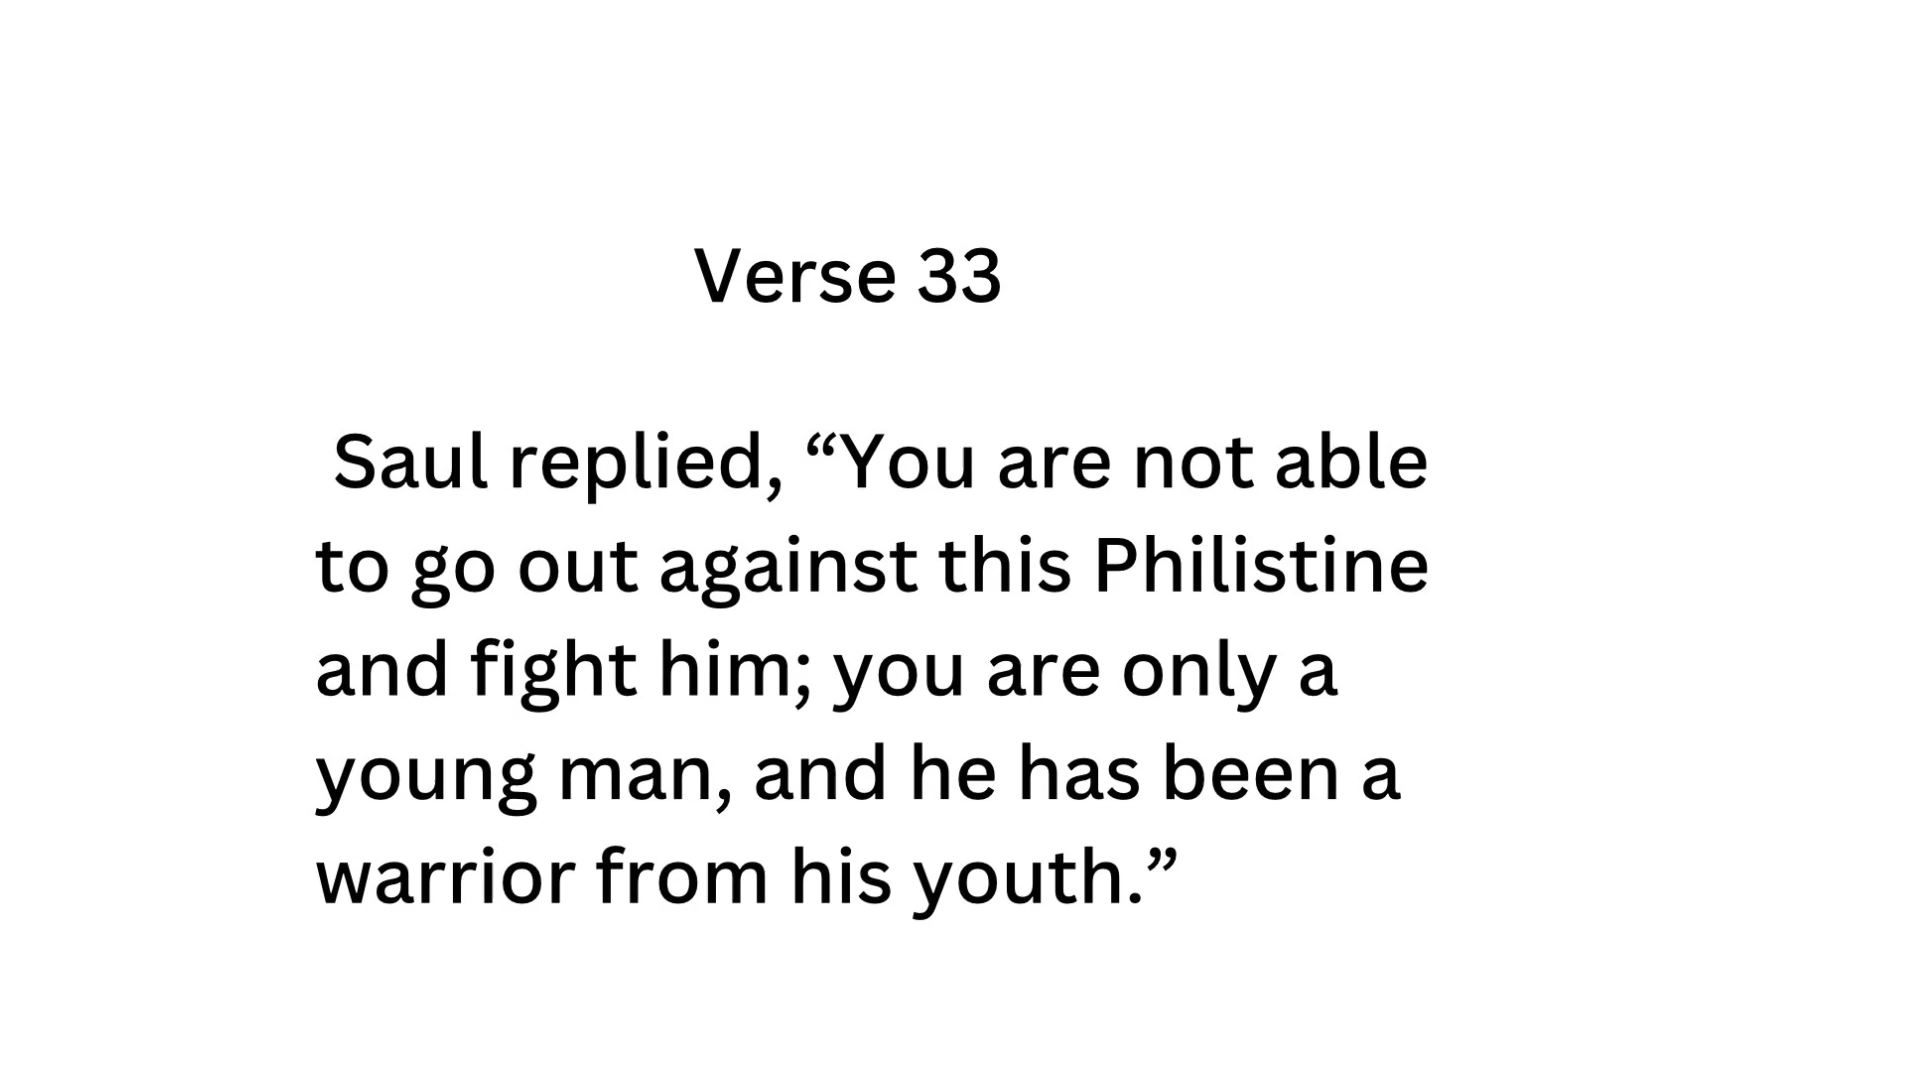 Verse 33
Saul replied, “You are not able
to go out against this Philistine
and fight him; you are only a
young man, and he has been a
warrior from his youth.”